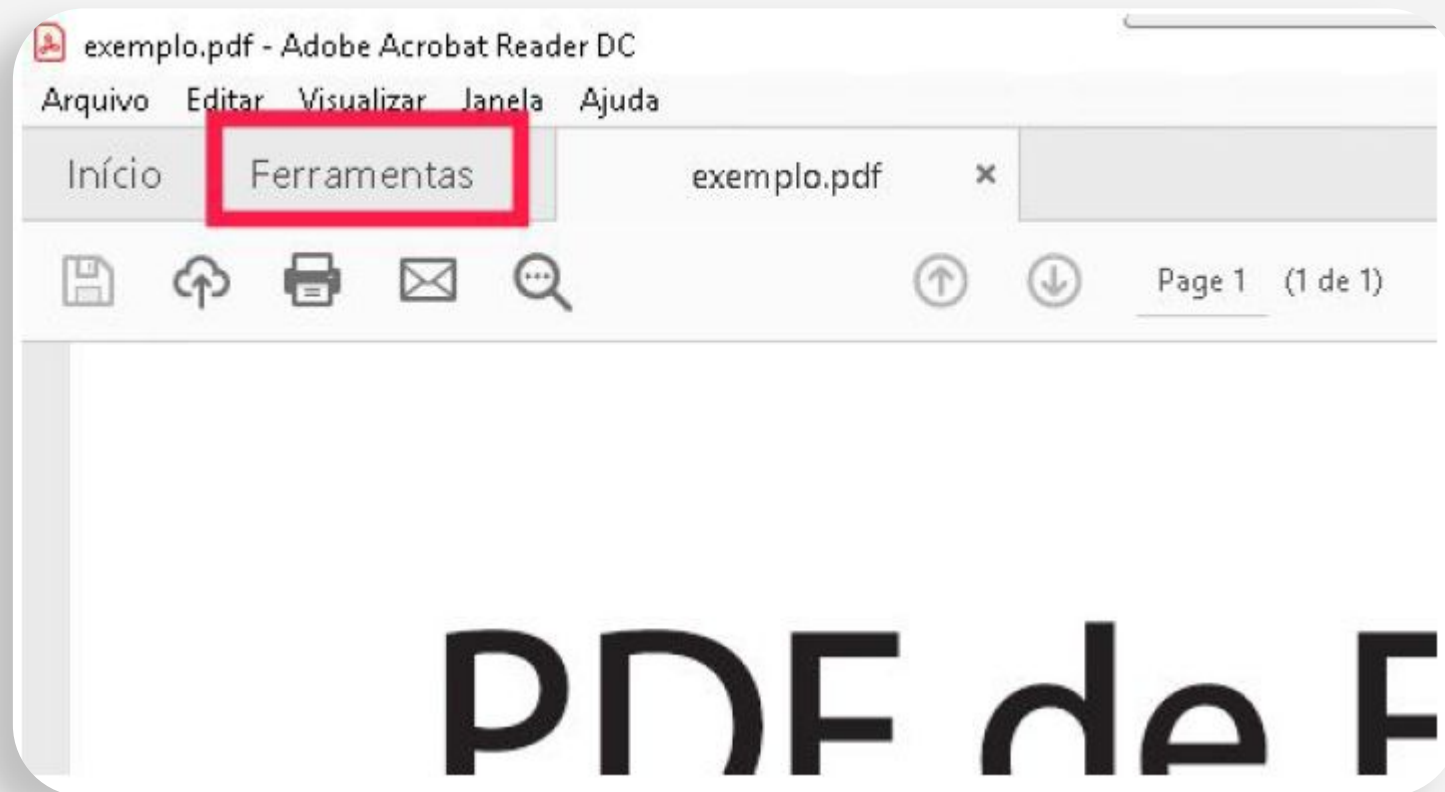 exemplo.pdf - Adobe Acrobat Reader DC
Arquivo Editar Visualizar Janela Ajuda
Início Ferramentas exemplo.pdf
Page 1 (1 de 1)
PDF de